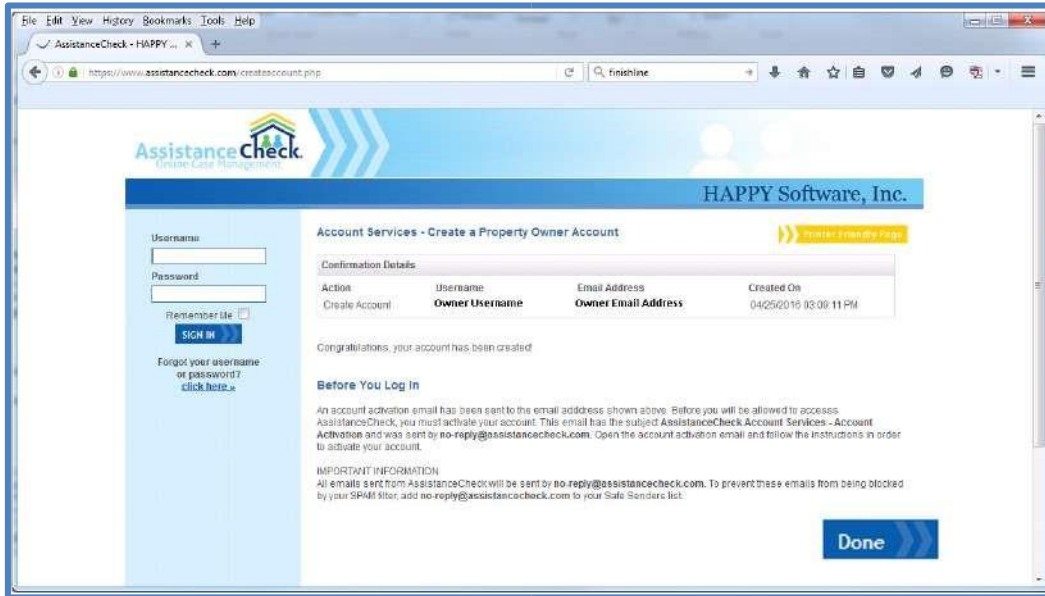 File Edit View History Bookmarks Tools Help
AssistanceCheck - HAPPY ... × +
https://www.assistancecheck.com/createaccount.php
finishline
AssistanceCheck.
Online Case Management
HAPPY Software, Inc.
Username
Password
Remember Me
SIGN IN
Forgot your username
or password?
click here »
Account Services - Create a Property Owner Account
Printer Friendly Page
Confirmation Details
Action Username Email Address Created On
Create Account Owner Username Owner Email Address 04/25/2016 03:09:11 PM
Congratulations, your account has been created!
Before You Log In
An account activation email has been sent to the email adddress shown above. Before you will be allowed to accesss
AssistanceCheck, you must activate your account. This email has the subject AssistanceCheck Account Services - Account
Activation and was sent by no-reply@assistancecheck.com. Open the account activation email and follow the instructions in order
to activate your account.
IMPORTANT INFORMATION
All emails sent from AssistanceCheck will be sent by no-reply@assistancecheck.com. To prevent these emails from being blocked
by your SPAM filter, add no-reply@assistancecheck.com to your Safe Senders list.
Done